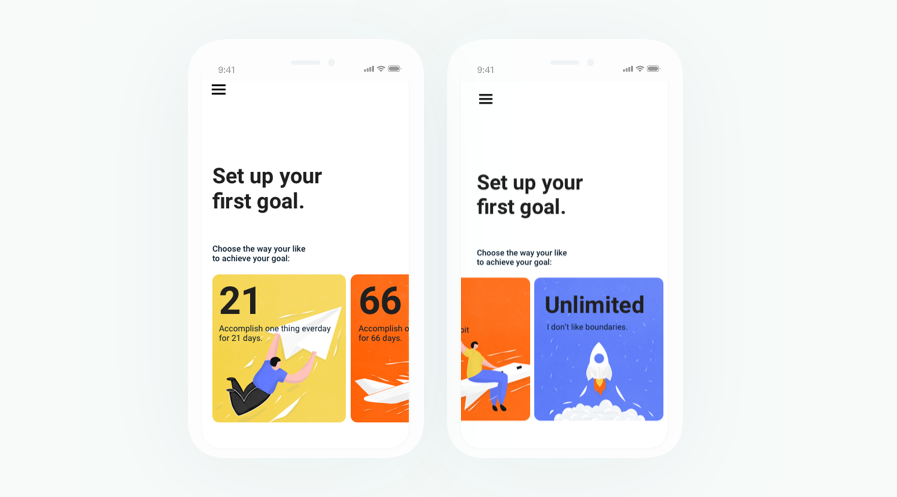 9:41
Set up your
first goal.
Choose the way your like
to achieve your goal:
21
Accomplish one thing everday
for 21 days.
66
Accomplish o
for 66 days.
9:41
Set up your
first goal.
Choose the way your like
to achieve your goal:
bit
Unlimited
I don't like boundaries.